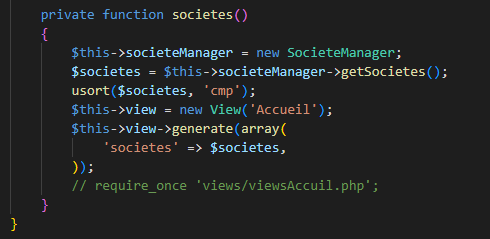 private function societes()
{
$this->societeManager = new SocieteManager;
$societes = $this->societeManager->getSocietes();
usort($societes, 'cmp');
$this->view = new View('Accueil');
$this->view->generate(array(
'societes' => $societes,
));
// require_once 'views/viewsAccuil.php';
}
}